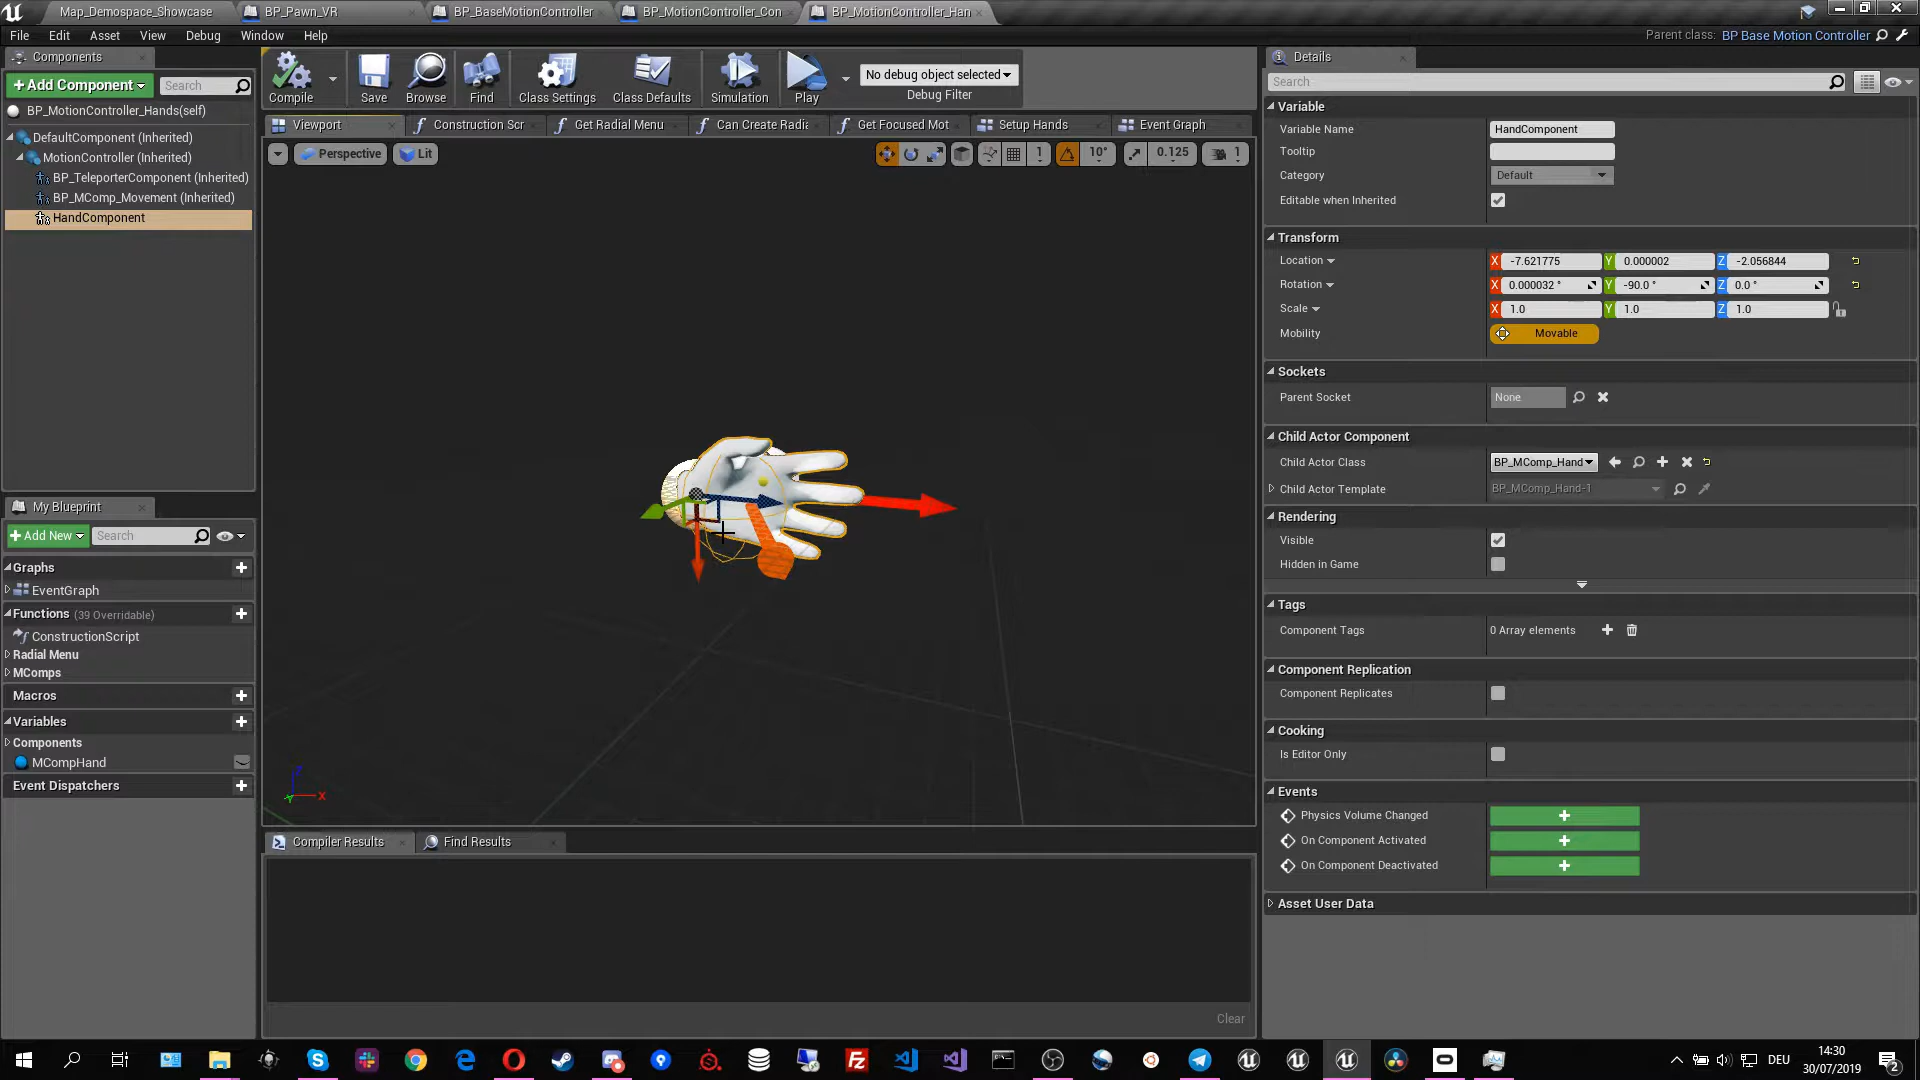 Map_Demospace_Showcase
BP_Pawn_VR
BP_BaseMotionController
BP_MotionController_Con
BP_MotionController_Han
File Edit Asset View Debug Window Help
Parent class: BP Base Motion Controller
Components
+Add Component
Search
BP_MotionController_Hands(self)
DefaultComponent (Inherited)
MotionController (Inherited)
BP_TeleporterComponent (Inherited)
BP_MComp_Movement (Inherited)
HandComponent
Compile
Save
Browse
Find
Class Settings
Class Defaults
Simulation
Play
No debug object selected
Debug Filter
Viewport
Construction Scr
Get Radial Menu
Can Create Radi
Get Focused Mot
Setup Hands
Event Graph
Perspective
Lit
1
10°
0.125
1
Z
X
Y
My Blueprint
+Add New
Search
Graphs
EventGraph
Functions (39 Overridable)
ConstructionScript
Radial Menu
MComps
Macros
Variables
Components
MCompHand
Event Dispatchers
Compiler Results
Find Results
Clear
Details
Search
Variable
Variable Name HandComponent
Tooltip
Category Default
Editable when Inherited
Transform
Location X -7.621775 Y 0.000002 Z -2.056844
Rotation X 0.000032 ° Y -90.0 ° Z 0.0 °
Scale X 1.0 Y 1.0 Z 1.0
Mobility Movable
Sockets
Parent Socket None
Child Actor Component
Child Actor Class BP_MComp_Hand
Child Actor Template BP_MComp_Hand-1
Rendering
Visible
Hidden in Game
Tags
Component Tags 0 Array elements
Component Replication
Component Replicates
Cooking
Is Editor Only
Events
Physics Volume Changed
On Component Activated
On Component Deactivated
Asset User Data
DEU
14:30
30/07/2019
2